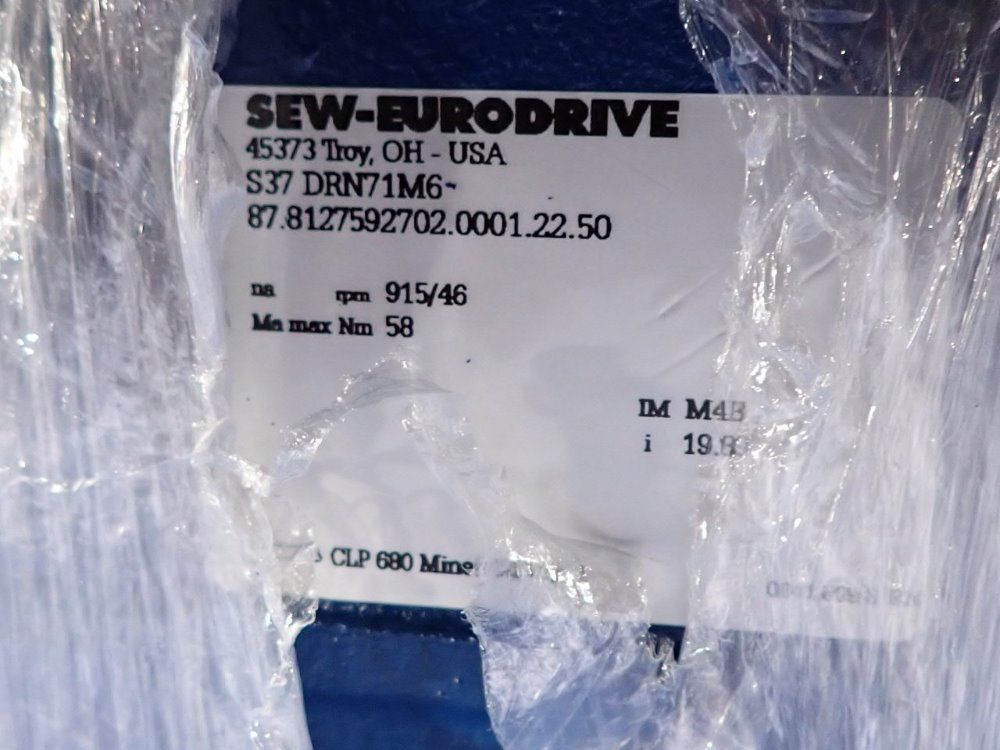 SEW-EURODRIVE
45373 Troy, OH - USA
S37 DRN71M6
87.8127592702.0001.22.50
na rpm 915/46
Ma max Nm 58
IM M4B
i
CLP 680